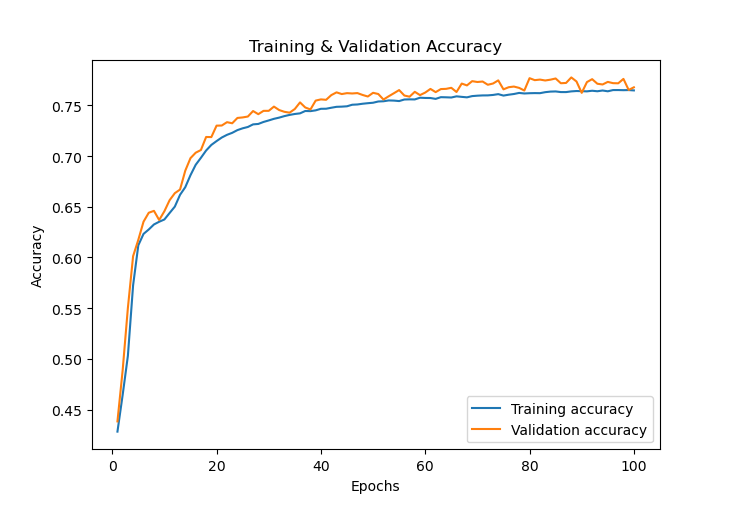 Training & Validation Accuracy
Accuracy
0.75
0.70
0.65
0.60
0.55
0.50
0.45
Training accuracy
Validation accuracy
0 20 40 60 80 100
Epochs